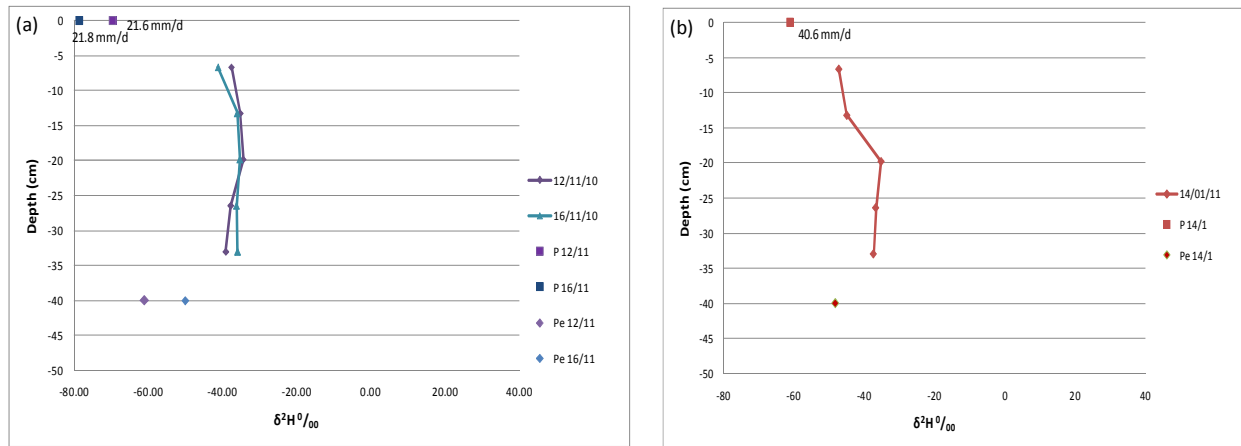 (a)
21.6 mm/d
21.8 mm/d
0
-5
-10
-15
-20
-25
-30
-35
-40
-45
-50
Depth (cm)
-80.00 -60.00 -40.00 -20.00 0.00 20.00 40.00
δ²H ⁰/₀₀
12/11/10
16/11/10
P 12/11
P 16/11
Pe 12/11
Pe 16/11
(b)
40.6 mm/d
0
-5
-10
-15
-20
-25
-30
-35
-40
-45
-50
Depth (cm)
-80 -60 -40 -20 0 20 40
δ²H ⁰/₀₀
14/01/11
P 14/1
Pe 14/1